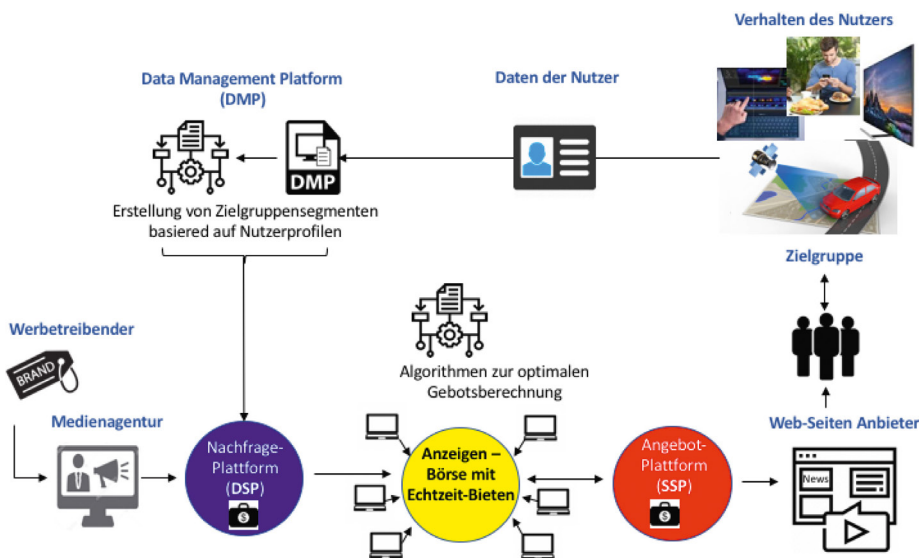 Verhalten des Nutzers
Data Management Platform
(DMP)
Daten der Nutzer
DMP
Erstellung von Zielgruppensegmenten
basiered auf Nutzerprofilen
Zielgruppe
Werbetreibender
BRAND
Algorithmen zur optimalen
Gebotsberechnung
Medienagentur
Web-Seiten Anbieter
Nachfrage-
Plattform
(DSP)
$
Anzeigen –
Börse mit
Echtzeit-Bieten
Angebot-
Plattform
(SSP)
$
News